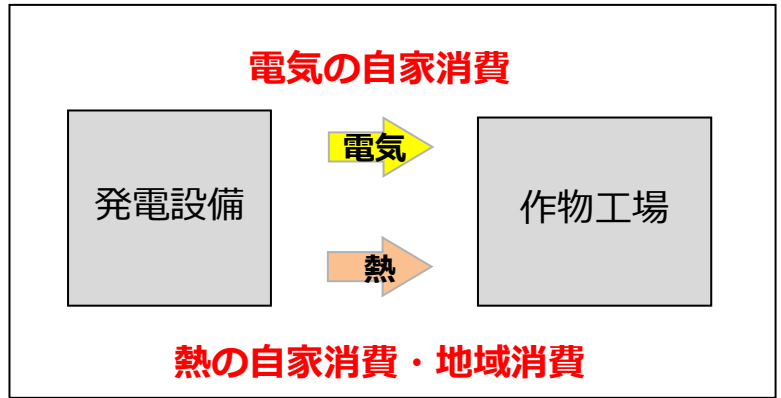 電気の自家消費
電気
発電設備
作物工場
熱
熱の自家消費・地域消費